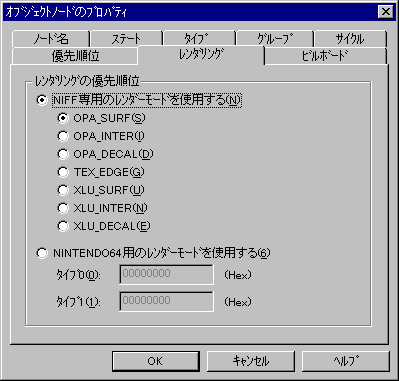 ｵﾌﾞｼﾞｪｸﾄﾉｰﾄﾞのﾌﾟﾛﾊﾟﾃｨ
ﾉｰﾄﾞ名 ｽﾃｰﾄ ﾀｲﾌﾟ ｸﾞﾙｰﾌﾟ ｻｲｸﾙ
優先順位 ﾚﾝﾀﾞﾘﾝｸﾞ ﾋﾞﾙﾎﾞｰﾄﾞ
ﾚﾝﾀﾞﾘﾝｸﾞの優先順位
NIFF専用のﾚﾝﾀﾞｰﾓｰﾄﾞを使用する(N)
OPA_SURF(S)
OPA_INTER(I)
OPA_DECAL(D)
TEX_EDGE(G)
XLU_SURF(U)
XLU_INTER(N)
XLU_DECAL(E)
NINTENDO64用のﾚﾝﾀﾞｰﾓｰﾄﾞを使用する(6)
ﾀｲﾌﾟ0(0): 00000000 (Hex)
ﾀｲﾌﾟ1(1): 00000000 (Hex)
OK ｷｬﾝｾﾙ ﾍﾙﾌﾟ